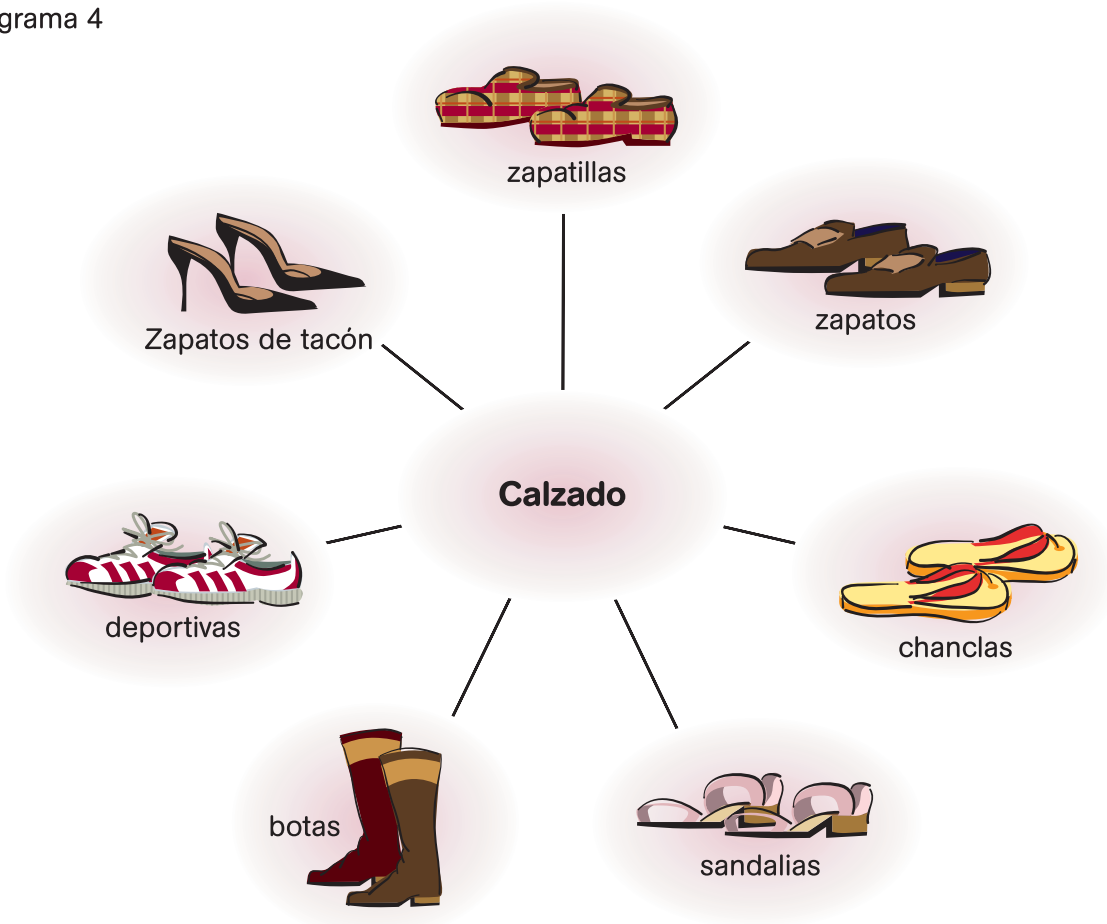 grama 4
zapatillas
Zapatos de tacón
zapatos
Calzado
deportivas
chanclas
botas
sandalias